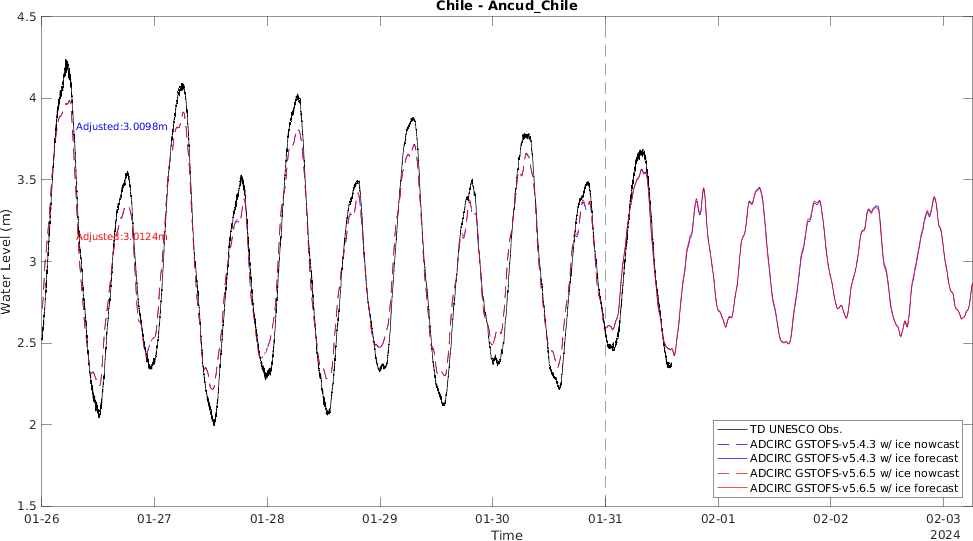 Chile - Ancud_Chile
4.5
4
3.5
3
2.5
2
1.5
Water Level (m)
Adjusted:3.0098m
Adjusted:3.0124m
TD UNESCO Obs.
ADCIRC GSTOFS-v5.4.3 w/ ice nowcast
ADCIRC GSTOFS-v5.4.3 w/ ice forecast
ADCIRC GSTOFS-v5.6.5 w/ ice nowcast
ADCIRC GSTOFS-v5.6.5 w/ ice forecast
01-26 01-27 01-28 01-29 01-30 01-31 02-01 02-02 02-03
Time
2024